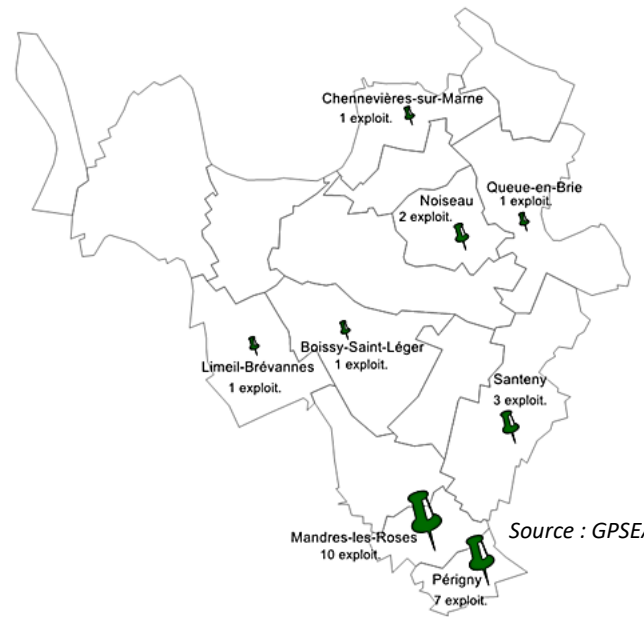 Chennevières-sur-Marne
1 exploit.
Queue-en-Brie
1 exploit.
Noiseau
2 exploit.
Boissy-Saint-Léger
1 exploit.
Limeil-Brévannes
1 exploit.
Santeny
3 exploit.
Mandres-les-Roses
10 exploit.
Source : GPSEA
Périgny
7 exploit.